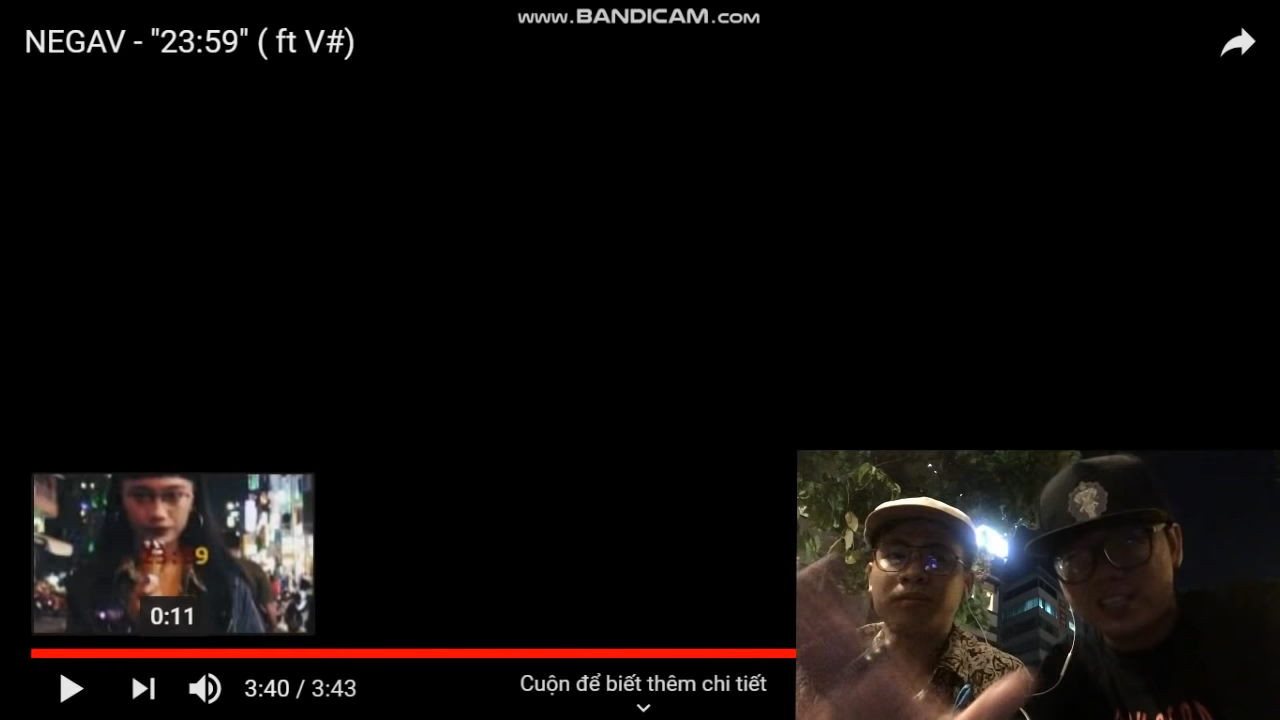 www.BANDICAM.com
NEGAV - "23:59" ( ft V#)
0:11
3:40 / 3:43
Cuộn để biết thêm chi tiết